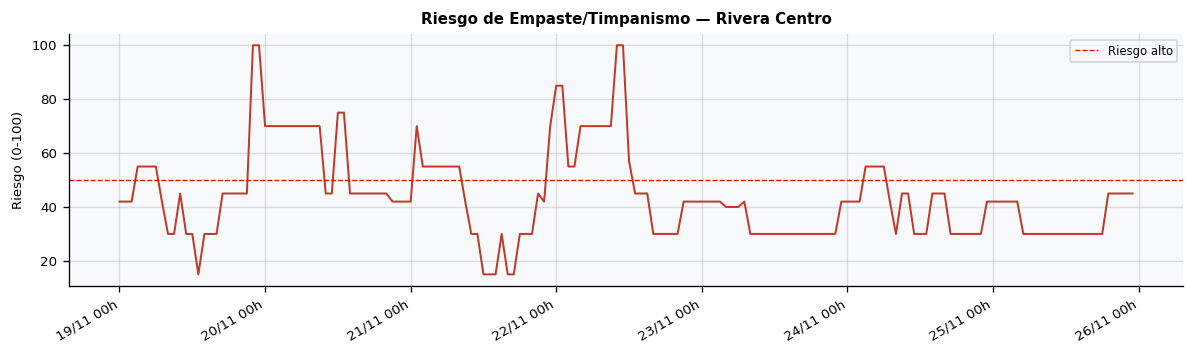 Riesgo de Empaste/Timpanismo — Rivera Centro
Riesgo alto
Riesgo (0-100)
100
80
60
40
20
19/11 00h
20/11 00h
21/11 00h
22/11 00h
23/11 00h
24/11 00h
25/11 00h
26/11 00h